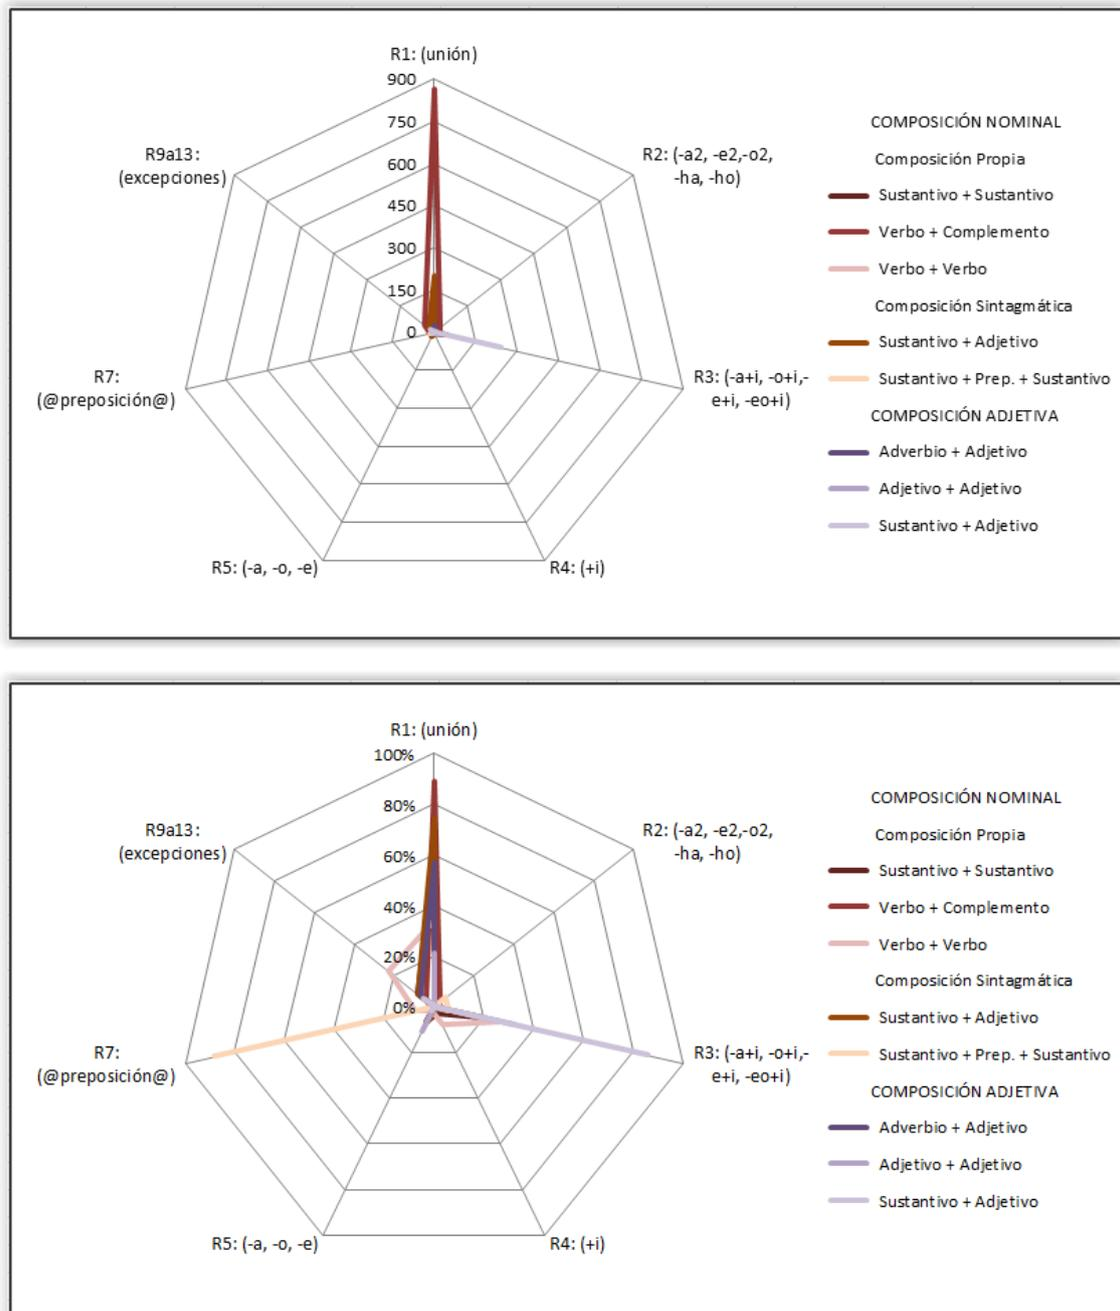 R1: (unión)
900
750
600
450
300
150
0
R2: (-a2, -e2,-o2,
-ha, -ho)
R3: (-a+i, -o+i,-
e+i, -eo+i)
R4: (+i)
R5: (-a, -o, -e)
R7:
(@preposición@)
R9a13:
(excepciones)
COMPOSICIÓN NOMINAL
Composición Propia
Sustantivo + Sustantivo
Verbo + Complemento
Verbo + Verbo
Composición Sintagmática
Sustantivo + Adjetivo
Sustantivo + Prep. + Sustantivo
COMPOSICIÓN ADJETIVA
Adverbio + Adjetivo
Adjetivo + Adjetivo
Sustantivo + Adjetivo
R1: (unión)
100%
80%
60%
40%
20%
0%
R2: (-a2, -e2,-o2,
-ha, -ho)
R3: (-a+i, -o+i,-
e+i, -eo+i)
R4: (+i)
R5: (-a, -o, -e)
R7:
(@preposición@)
R9a13:
(excepciones)
COMPOSICIÓN NOMINAL
Composición Propia
Sustantivo + Sustantivo
Verbo + Complemento
Verbo + Verbo
Composición Sintagmática
Sustantivo + Adjetivo
Sustantivo + Prep. + Sustantivo
COMPOSICIÓN ADJETIVA
Adverbio + Adjetivo
Adjetivo + Adjetivo
Sustantivo + Adjetivo